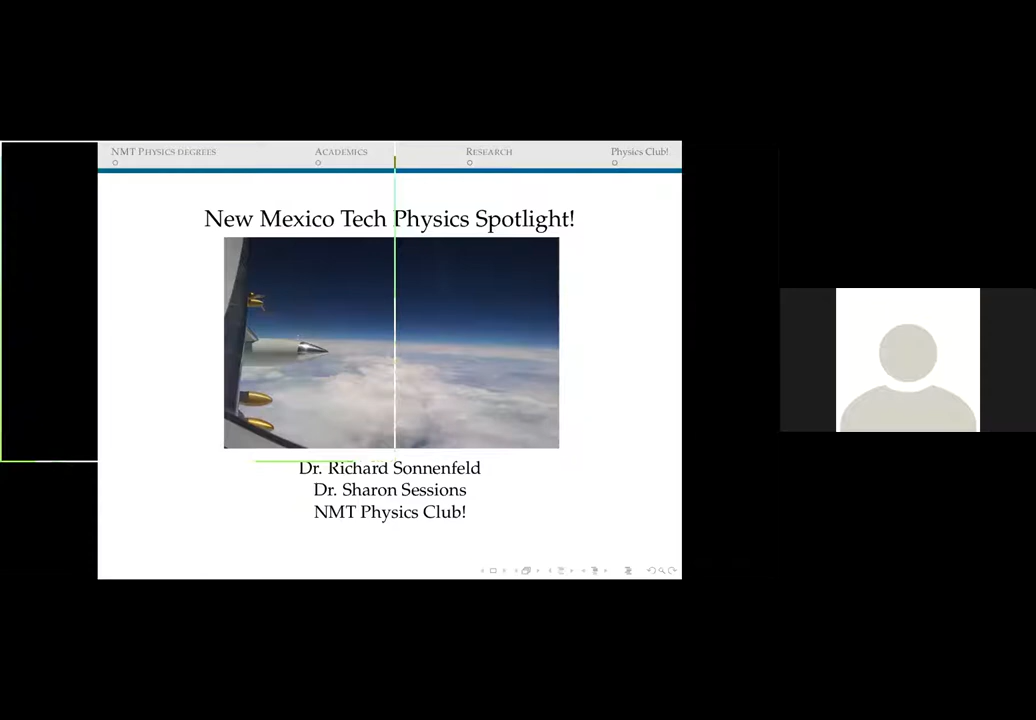 NMT PHYSICS DEGREES ACADEMICS RESEARCH Physics Club!
New Mexico Tech Physics Spotlight!
Dr. Richard Sonnenfeld
Dr. Sharon Sessions
NMT Physics Club!